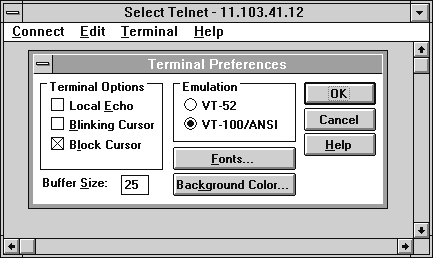 Select Telnet - 11.103.41.12
Connect Edit Terminal Help
Terminal Preferences
Terminal Options
Local Echo
Blinking Cursor
Block Cursor
Buffer Size: 25
Emulation
VT-52
VT-100/ANSI
Fonts...
Background Color...
OK
Cancel
Help